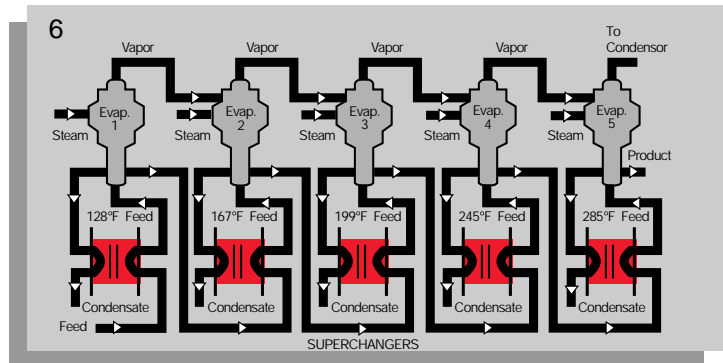 6
To
Condensor
Vapor Vapor Vapor Vapor
Evap. 1
Evap. 2
Evap. 3
Evap. 4
Evap. 5
Steam Steam Steam Steam Steam
Product
128°F Feed 167°F Feed 199°F Feed 245°F Feed 285°F Feed
Condensate Condensate Condensate Condensate Condensate
Feed
SUPERCHANGERS